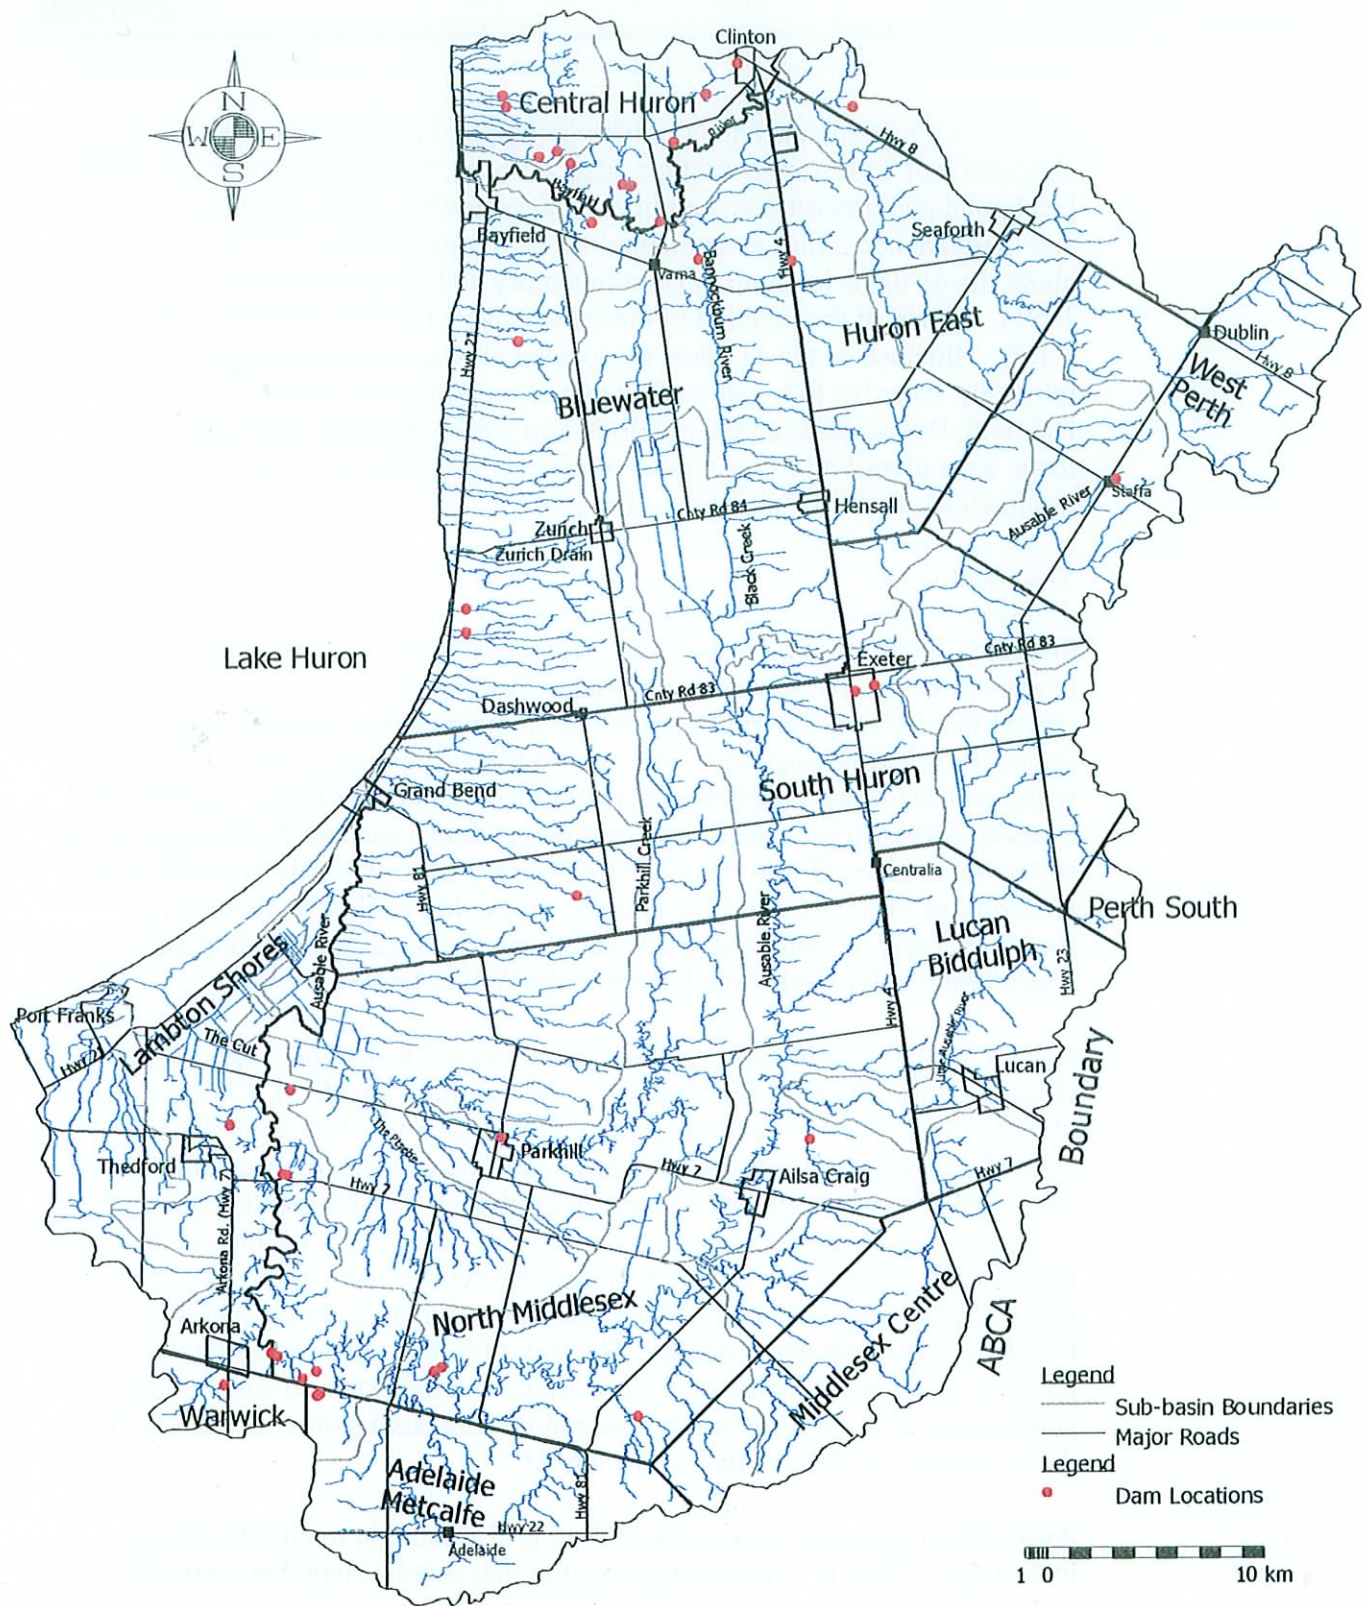 Clinton
N
W E
S
Central Huron
River
Hwy 8
Bayfield
Seaforth
Bayfield
Hwy 4
Varna
Bannockburn River
Huron East
Dublin
Hwy 21
Hwy 8
West
Perth
Bluewater
Staffa
Cnty Rd 84
Hensall
Ausable River
Zurich
Zurich Drain
Black Creek
Lake Huron
Exeter
Cnty Rd 83
Cnty Rd 83
Dashwood
South Huron
Grand Bend
Parkhill Creek
Centralia
Hwy 81
Perth South
Ausable River
Lucan
Biddulph
Lambton Shores
Ausable River
Hwy 23
Hwy 4
Port Franks
The Cut
Hwy 21
Lucan
Boundary
Parkhill
Thedford
Hwy 7
Hwy 7
Ailsa Craig
Hwy 7
Arkona Rd. (Hwy 7)
North Middlesex
Arkona
Middlesex Centre
ABCA
Legend
Sub-basin Boundaries
Warwick
Major Roads
Legend
Adelaide
Metcalfe
Hwy 81
Dam Locations
Hwy 22
Adelaide
1 0 10 km